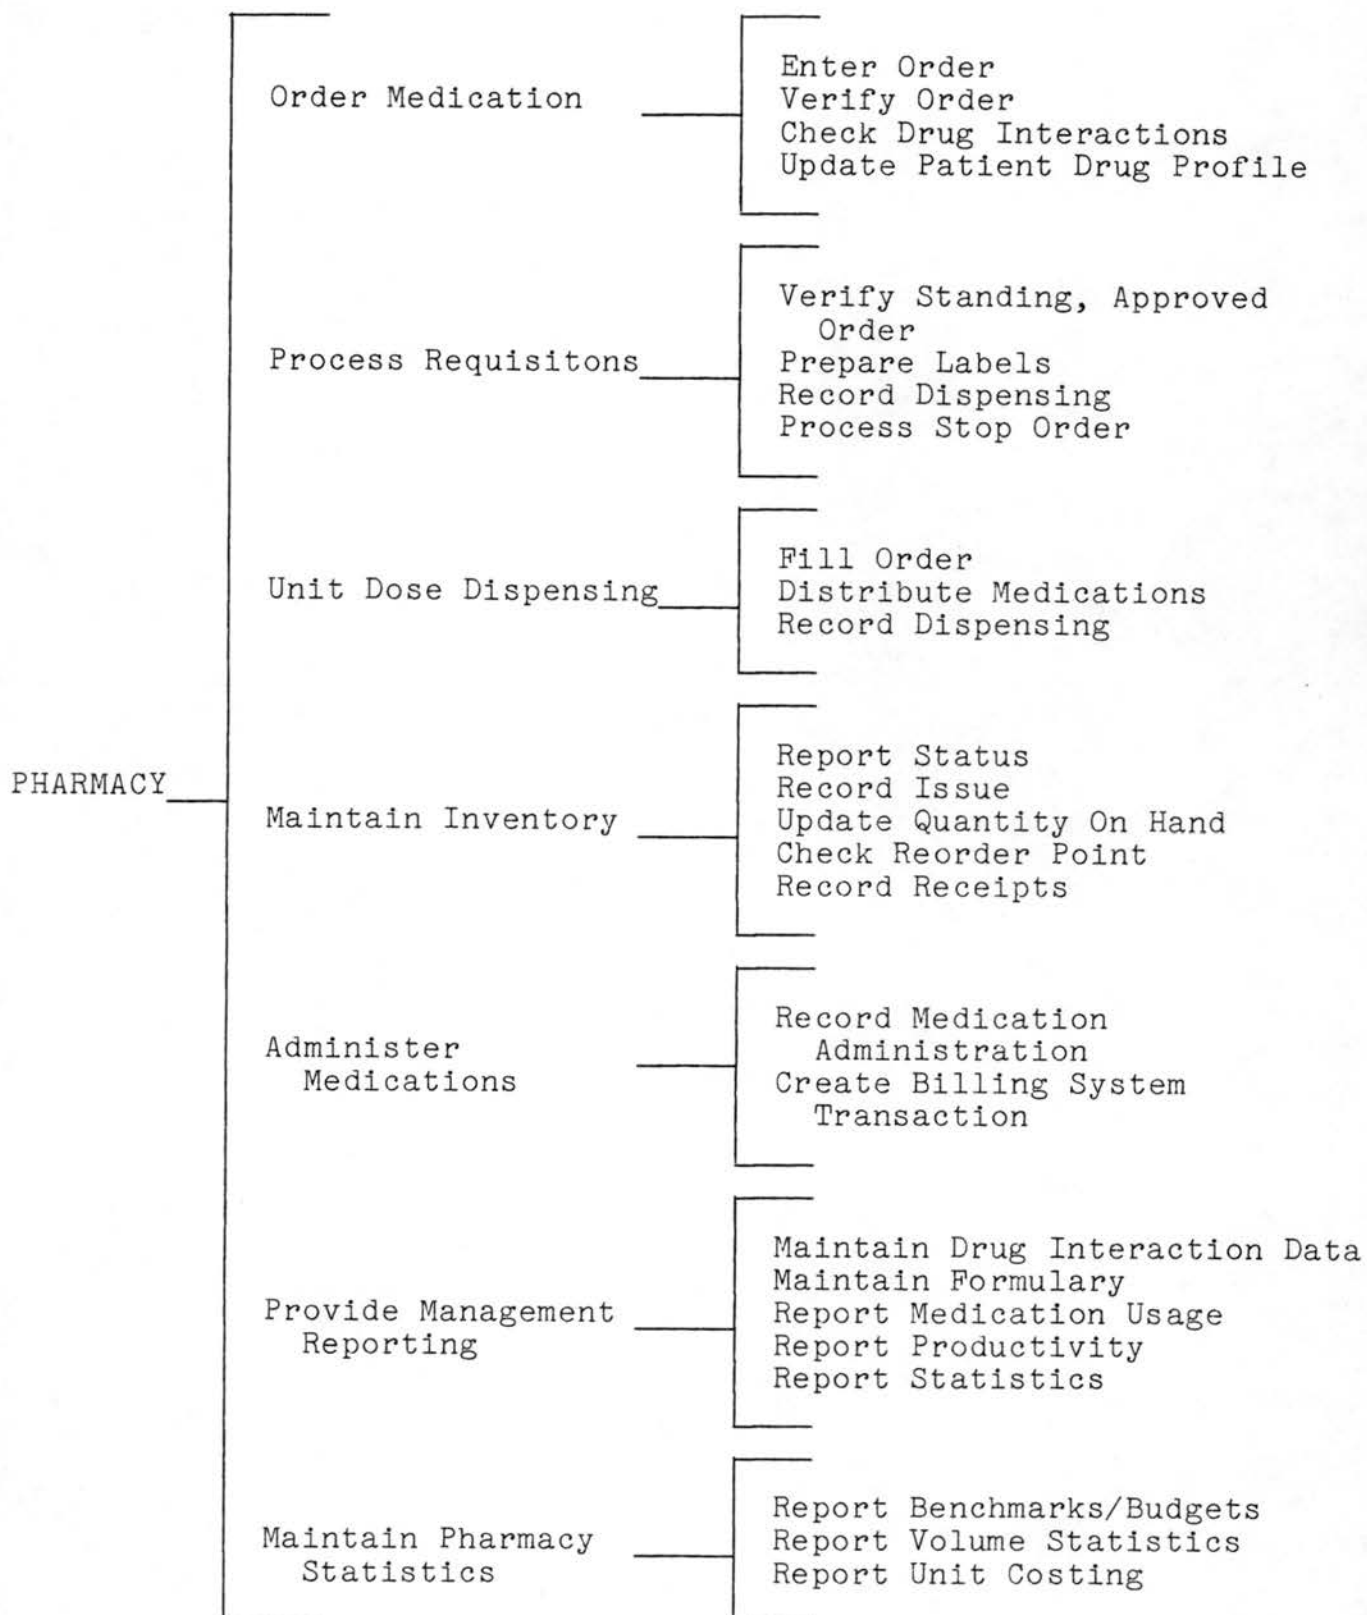 Order Medication
Enter Order
Verify Order
Check Drug Interactions
Update Patient Drug Profile
Process Requisitons
Verify Standing, Approved
Order
Prepare Labels
Record Dispensing
Process Stop Order
Unit Dose Dispensing
Fill Order
Distribute Medications
Record Dispensing
PHARMACY
Maintain Inventory
Report Status
Record Issue
Update Quantity On Hand
Check Reorder Point
Record Receipts
Administer
Medications
Record Medication
Administration
Create Billing System
Transaction
Provide Management
Reporting
Maintain Drug Interaction Data
Maintain Formulary
Report Medication Usage
Report Productivity
Report Statistics
Maintain Pharmacy
Statistics
Report Benchmarks/Budgets
Report Volume Statistics
Report Unit Costing